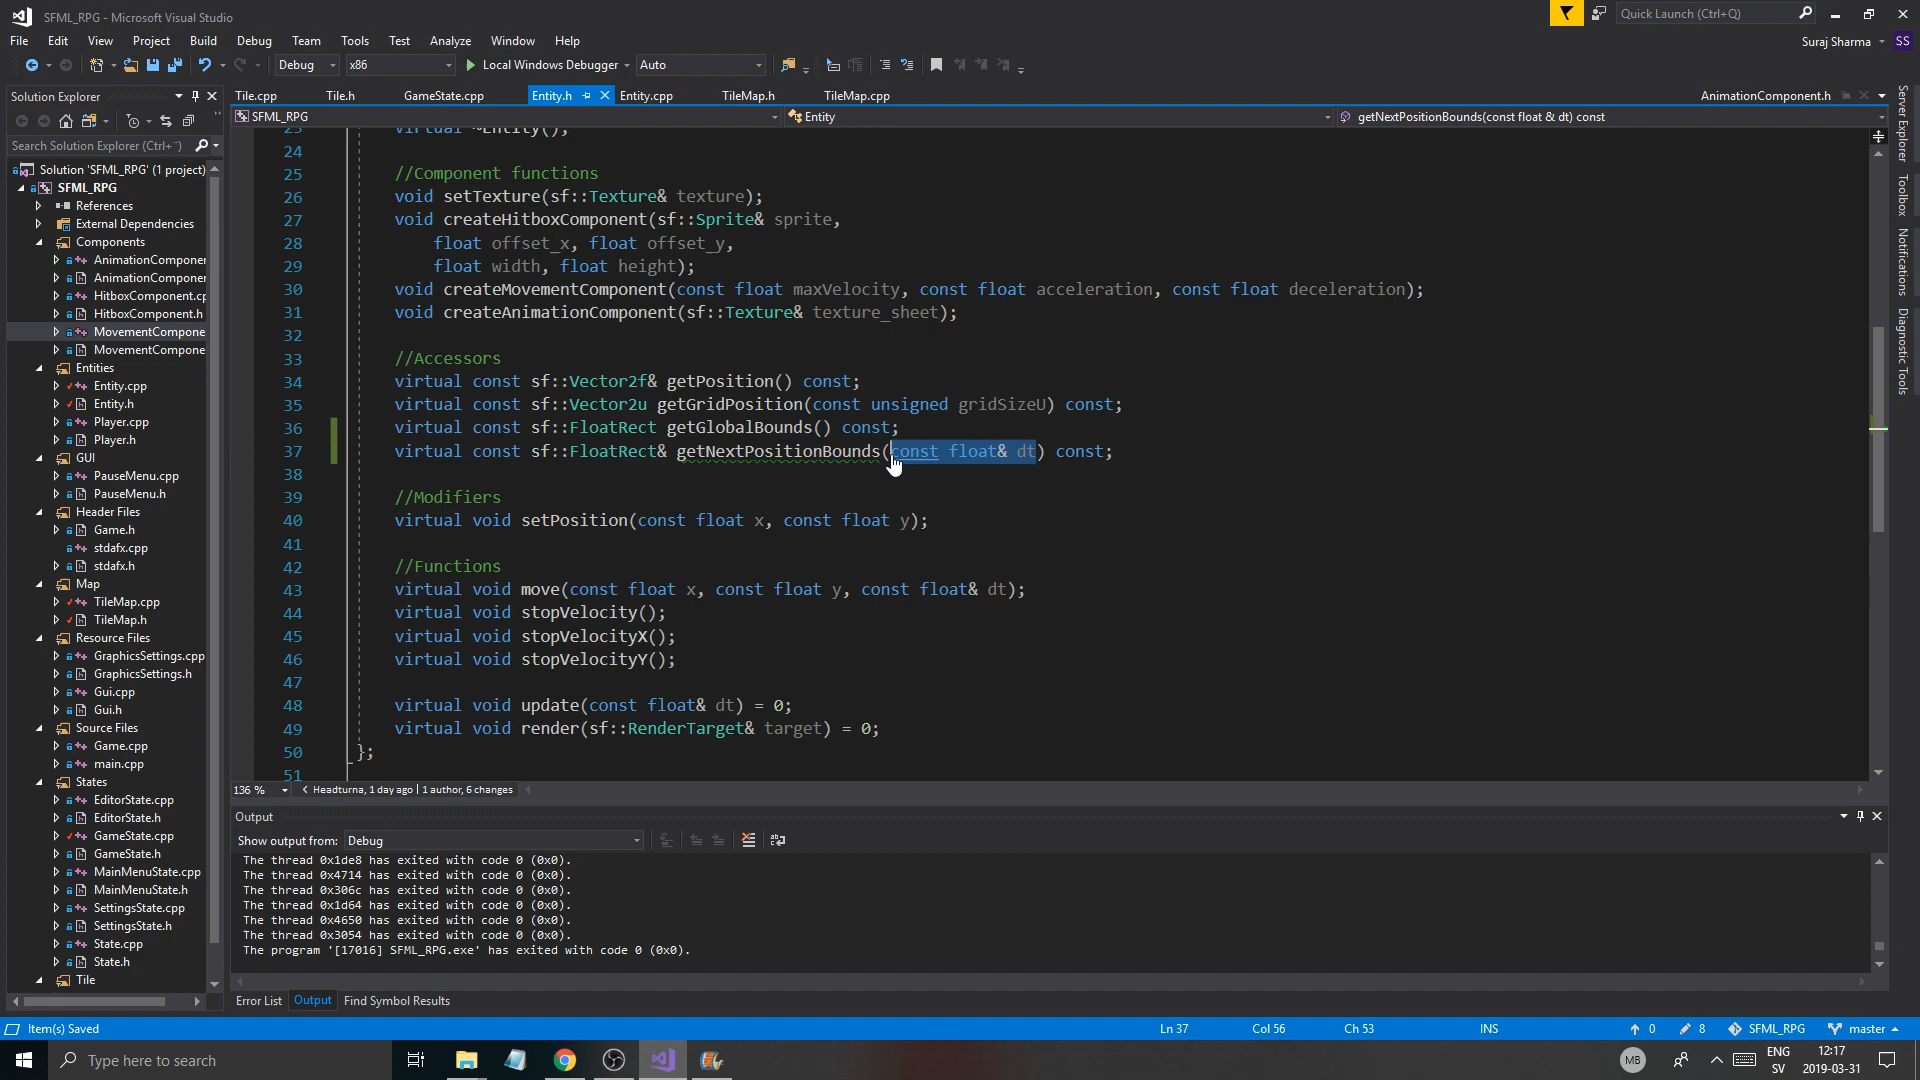 SFML_RPG - Microsoft Visual Studio
Quick Launch (Ctrl+Q)
File Edit View Project Build Debug Team Tools Test Analyze Window Help
Suraj Sharma SS
Debug x86 Local Windows Debugger Auto
Solution Explorer
Search Solution Explorer (Ctrl+¨)
Solution 'SFML_RPG' (1 project)
SFML_RPG
References
External Dependencies
Components
AnimationComponen
AnimationComponen
HitboxComponent.cp
HitboxComponent.h
MovementCompone
MovementCompone
Entities
Entity.cpp
Entity.h
Player.cpp
Player.h
GUI
PauseMenu.cpp
PauseMenu.h
Header Files
Game.h
stdafx.cpp
stdafx.h
Map
TileMap.cpp
TileMap.h
Resource Files
GraphicsSettings.cpp
GraphicsSettings.h
Gui.cpp
Gui.h
Source Files
Game.cpp
main.cpp
States
EditorState.cpp
EditorState.h
GameState.cpp
GameState.h
MainMenuState.cpp
MainMenuState.h
SettingsState.cpp
SettingsState.h
State.cpp
State.h
Tile
Tile.cpp Tile.h GameState.cpp Entity.h Entity.cpp TileMap.h TileMap.cpp AnimationComponent.h
SFML_RPG Entity getNextPositionBounds(const float & dt) const
23 virtual ~Entity();
24
25 //Component functions
26 void setTexture(sf::Texture& texture);
27 void createHitboxComponent(sf::Sprite& sprite,
28 float offset_x, float offset_y,
29 float width, float height);
30 void createMovementComponent(const float maxVelocity, const float acceleration, const float deceleration);
31 void createAnimationComponent(sf::Texture& texture_sheet);
32
33 //Accessors
34 virtual const sf::Vector2f& getPosition() const;
35 virtual const sf::Vector2u getGridPosition(const unsigned gridSizeU) const;
36 virtual const sf::FloatRect getGlobalBounds() const;
37 virtual const sf::FloatRect& getNextPositionBounds(const float& dt) const;
38
39 //Modifiers
40 virtual void setPosition(const float x, const float y);
41
42 //Functions
43 virtual void move(const float x, const float y, const float& dt);
44 virtual void stopVelocity();
45 virtual void stopVelocityX();
46 virtual void stopVelocityY();
47
48 virtual void update(const float& dt) = 0;
49 virtual void render(sf::RenderTarget& target) = 0;
50 };
51
136 % Headturna, 1 day ago | 1 author, 6 changes
Output
Show output from: Debug
The thread 0x1de8 has exited with code 0 (0x0).
The thread 0x4714 has exited with code 0 (0x0).
The thread 0x306c has exited with code 0 (0x0).
The thread 0x1d64 has exited with code 0 (0x0).
The thread 0x4650 has exited with code 0 (0x0).
The thread 0x3054 has exited with code 0 (0x0).
The program '[17016] SFML_RPG.exe' has exited with code 0 (0x0).
Error List Output Find Symbol Results
Server Explorer
Toolbox
Notifications
Diagnostic Tools
Item(s) Saved Ln 37 Col 56 Ch 53 INS 0 8 SFML_RPG master
Type here to search
MB
ENG
SV
12:17
2019-03-31